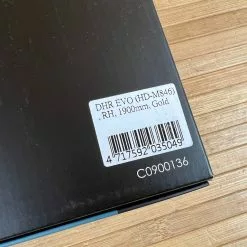 DHR EVO (HD-M846)
, RH, 1900mm, Gold
4 717592 035049
C0900136